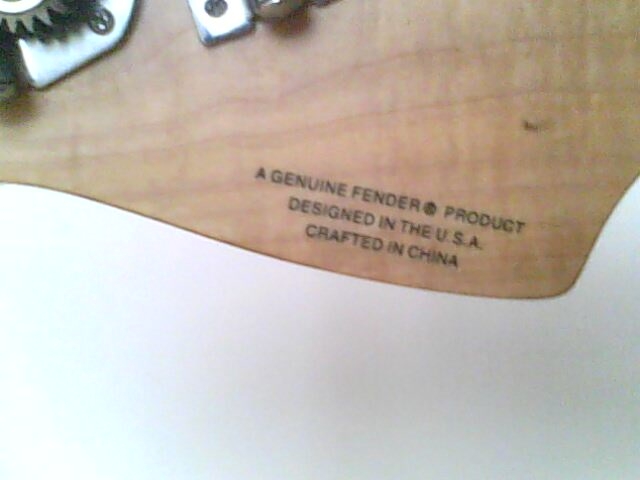 A GENUINE FENDER® PRODUCT
DESIGNED IN THE U.S.A.
CRAFTED IN CHINA